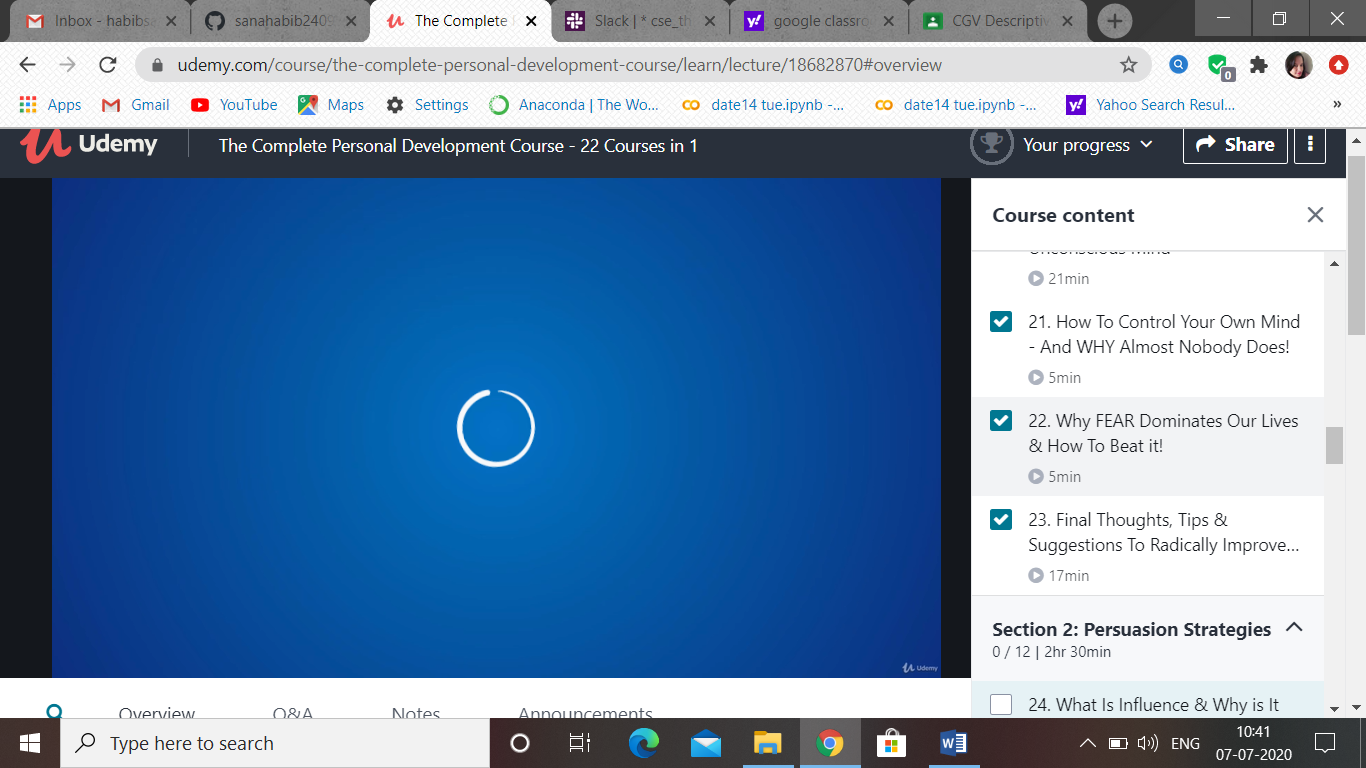 Inbox - habibs
sanahabib2409
The Complete
Slack | * cse_th
google classro
CGV Descriptiv
udemy.com/course/the-complete-personal-development-course/learn/lecture/18682870#overview
0
Apps
Gmail
YouTube
Maps
Settings
Anaconda | The Wo...
date14 tue.ipynb -...
date14 tue.ipynb -...
Yahoo Search Resul...
»
Udemy
The Complete Personal Development Course - 22 Courses in 1
Your progress
Share
Course content
Unconscious Mind
21min
21. How To Control Your Own Mind
- And WHY Almost Nobody Does!
5min
22. Why FEAR Dominates Our Lives
& How To Beat it!
5min
23. Final Thoughts, Tips &
Suggestions To Radically Improve...
17min
Section 2: Persuasion Strategies
0 / 12 | 2hr 30min
24. What Is Influence & Why is It
Udemy
Overview
Q&A
Notes
Announcements
Type here to search
ENG
10:41
07-07-2020